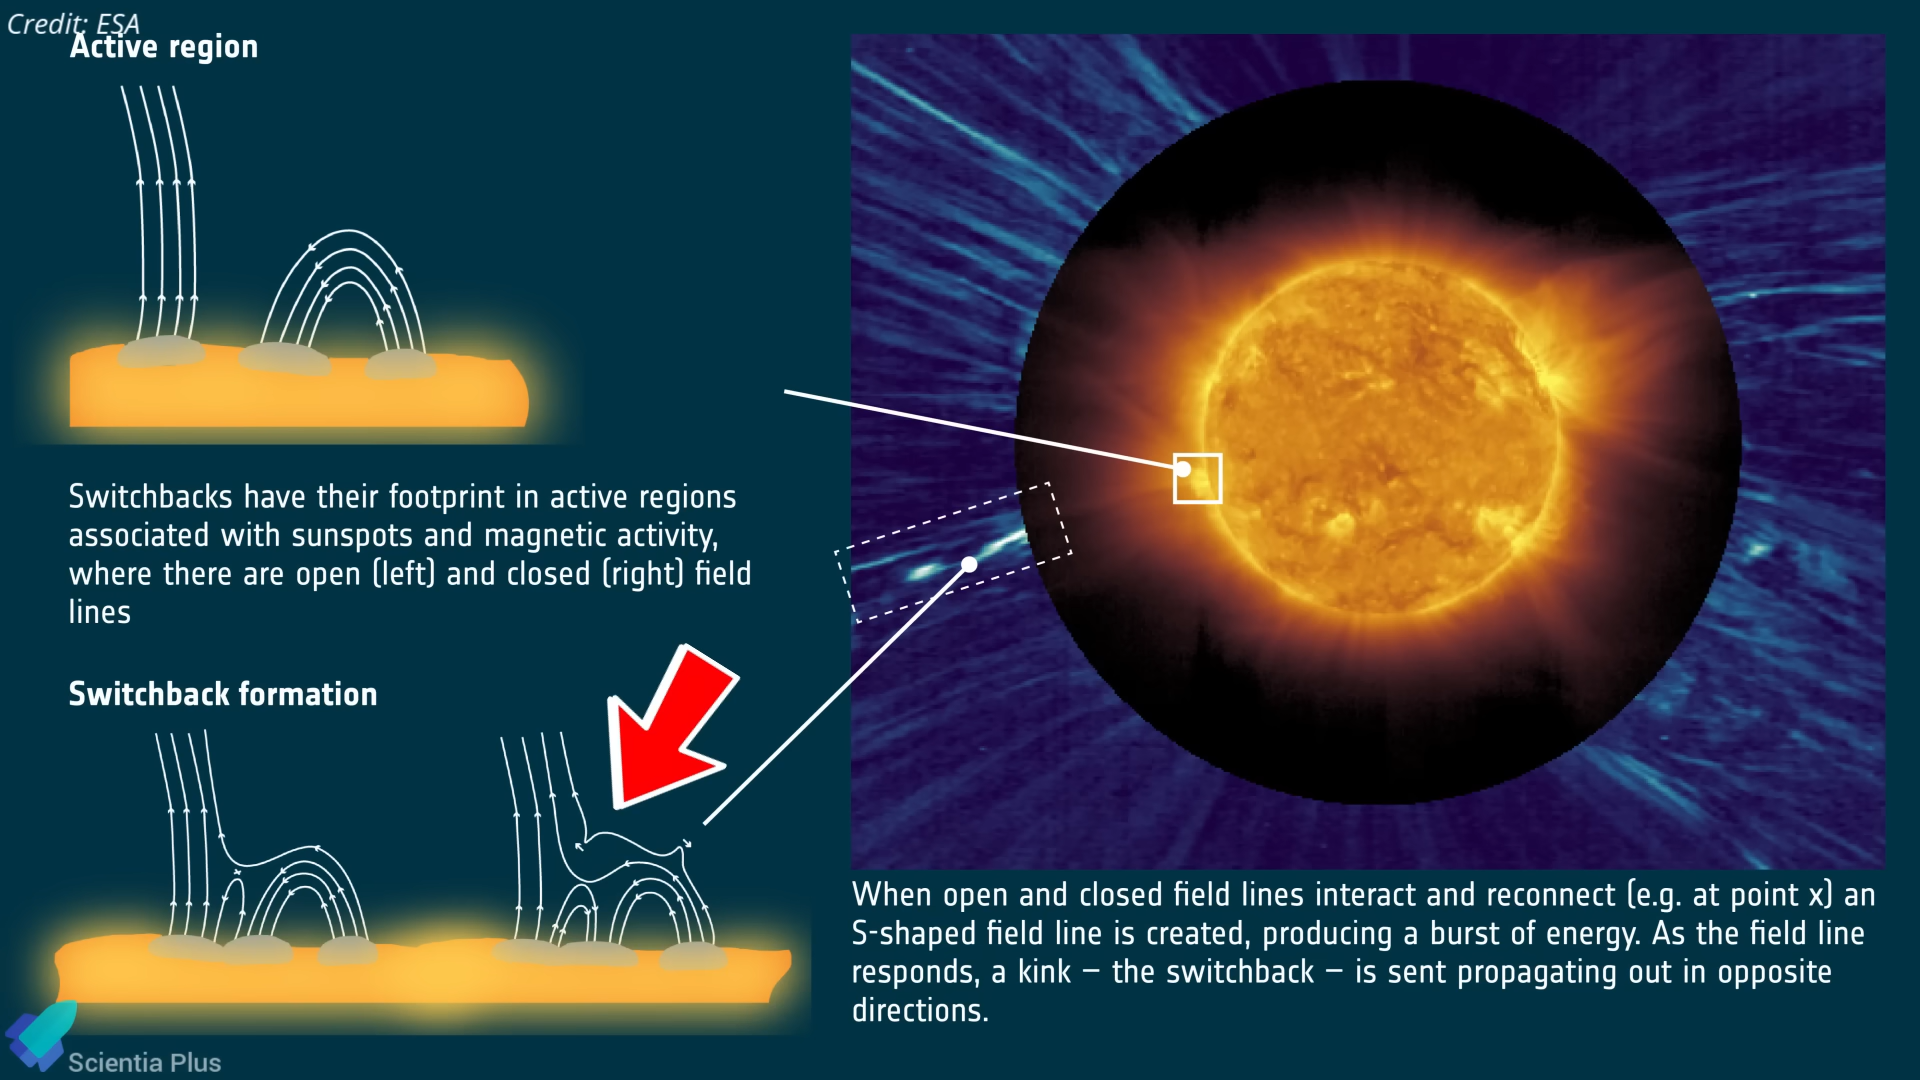 Credit: ESA
Active region
Switchbacks have their footprint in active regions
associated with sunspots and magnetic activity,
where there are open (left) and closed (right) field
lines
Switchback formation
x
When open and closed field lines interact and reconnect (e.g. at point x) an
S-shaped field line is created, producing a burst of energy. As the field line
responds, a kink – the switchback – is sent propagating out in opposite
directions.
Scientia Plus